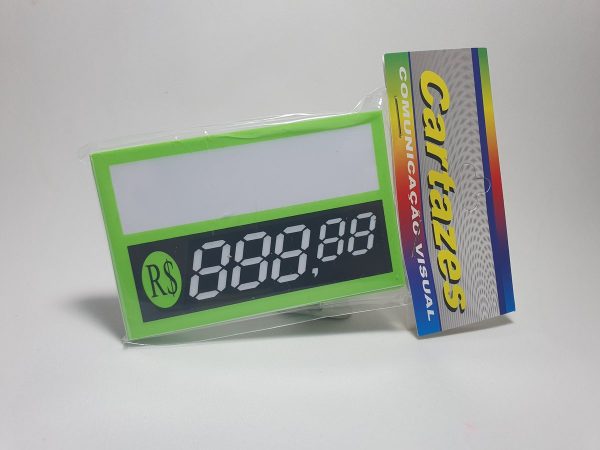 R$ 888,88
Cartazes
COMUNICAÇÃO VISUAL